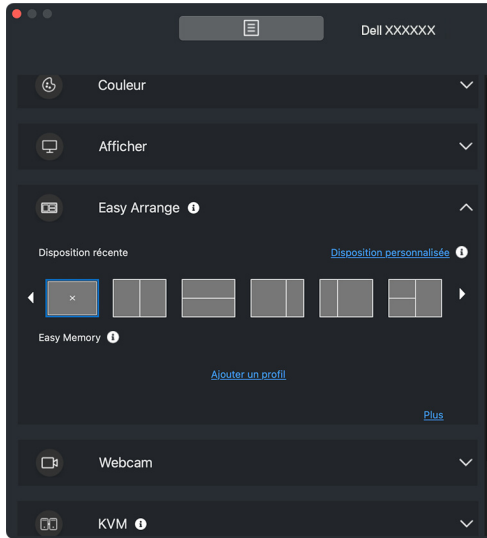 Dell XXXXXX
Couleur
Afficher
Easy Arrange
Disposition récente Disposition personnalisée
Easy Memory
Ajouter un profil
Plus
Webcam
KVM